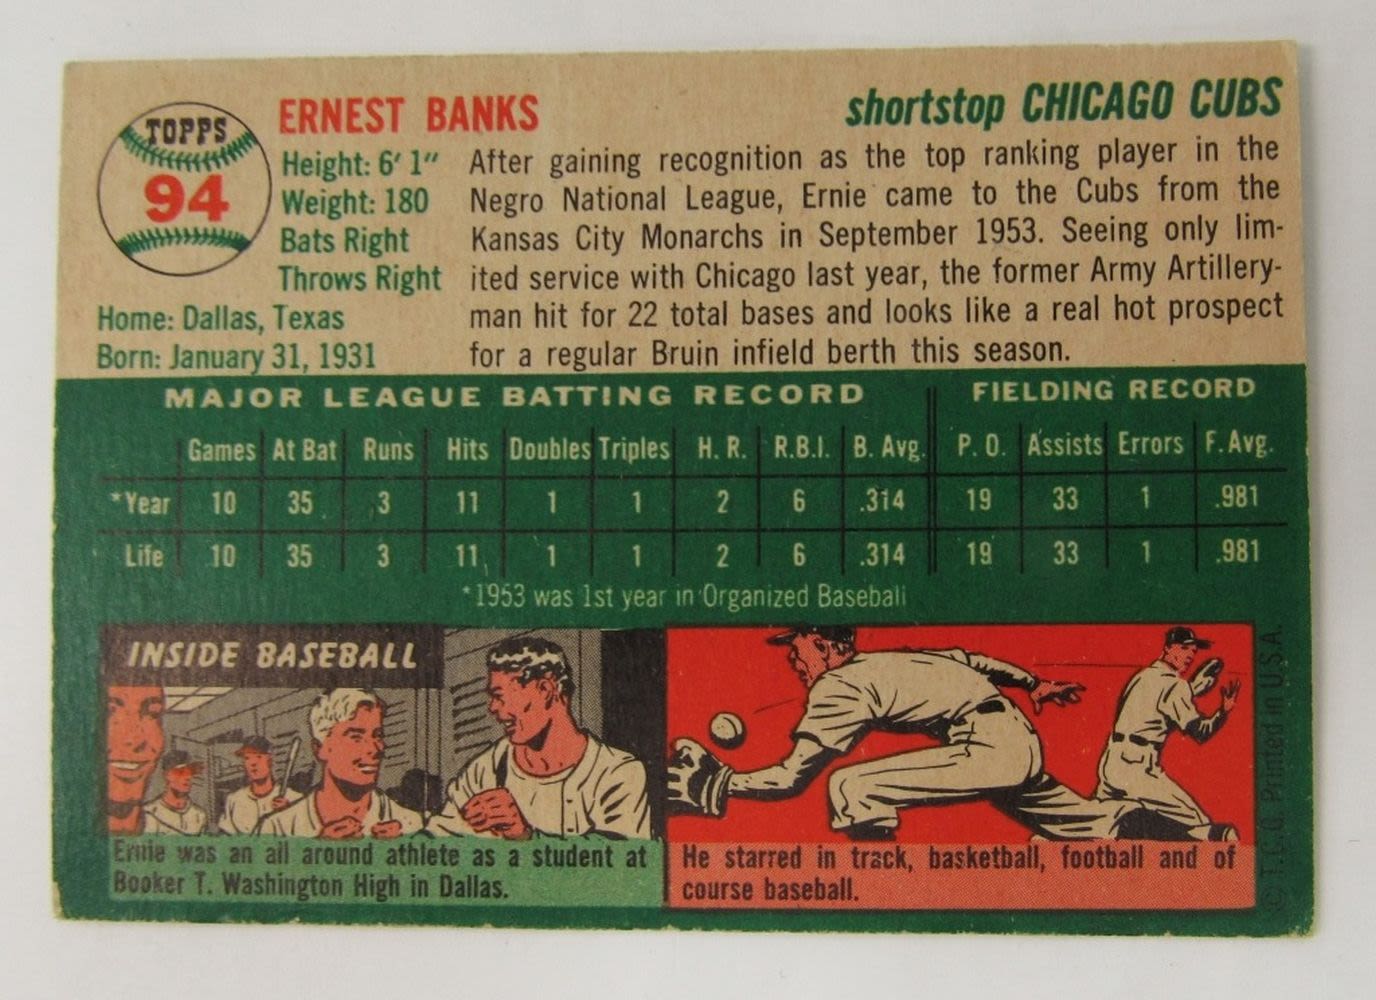 TOPPS
94
ERNEST BANKS
shortstop CHICAGO CUBS
Height: 6' 1"
Weight: 180
Bats Right
Throws Right
Home: Dallas, Texas
Born: January 31, 1931
After gaining recognition as the top ranking player in the
Negro National League, Ernie came to the Cubs from the
Kansas City Monarchs in September 1953. Seeing only lim-
ited service with Chicago last year, the former Army Artillery-
man hit for 22 total bases and looks like a real hot prospect
for a regular Bruin infield berth this season.
MAJOR LEAGUE BATTING RECORD FIELDING RECORD
Games At Bat Runs Hits Doubles Triples H. R. R.B.I. B. Avg. P. O. Assists Errors F. Avg.
*Year 10 35 3 11 1 1 2 6 .314 19 33 1 .981
Life 10 35 3 11 1 1 2 6 .314 19 33 1 .981
*1953 was 1st year in Organized Baseball
INSIDE BASEBALL
Ernie was an all around athlete as a student at
Booker T. Washington High in Dallas.
He starred in track, basketball, football and of
course baseball.
© T.C.G. Printed in U.S.A.